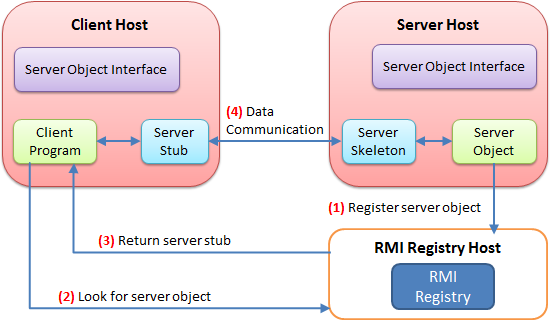 Client Host
Server Object Interface
Client
Program
Server
Stub
(4) Data
Communication
Server Host
Server Object Interface
Server
Skeleton
Server
Object
(1) Register server object
(3) Return server stub
(2) Look for server object
RMI Registry Host
RMI
Registry